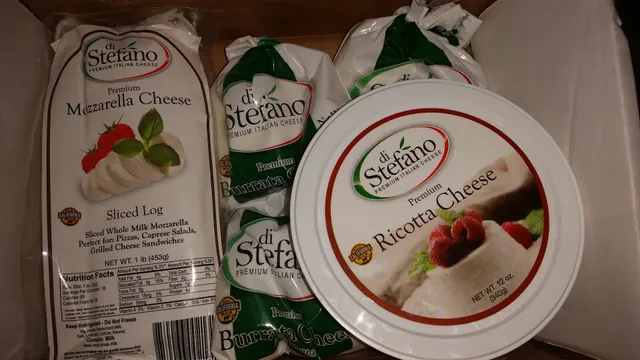 di
Stefano
PREMIUM ITALIAN CHEESE
Premium
Mozzarella Cheese
Sliced Log
Sliced Whole Milk Mozzarella
Perfect for: Pizzas, Caprese Salads,
Grilled Cheese Sandwiches
NET WT. 1 lb (453g)
Nutrition Facts
Keep Refrigerated - Do Not Freeze
di
Stefano
PREMIUM ITALIAN CHEESE
Premium
Burrata
di
Stefano
PREMIUM ITALIAN
Burrata Cheese
di
Stefano
PREMIUM ITALIAN CHEESE
Premium
Ricotta Cheese
NET WT. 12 oz.
(340g)